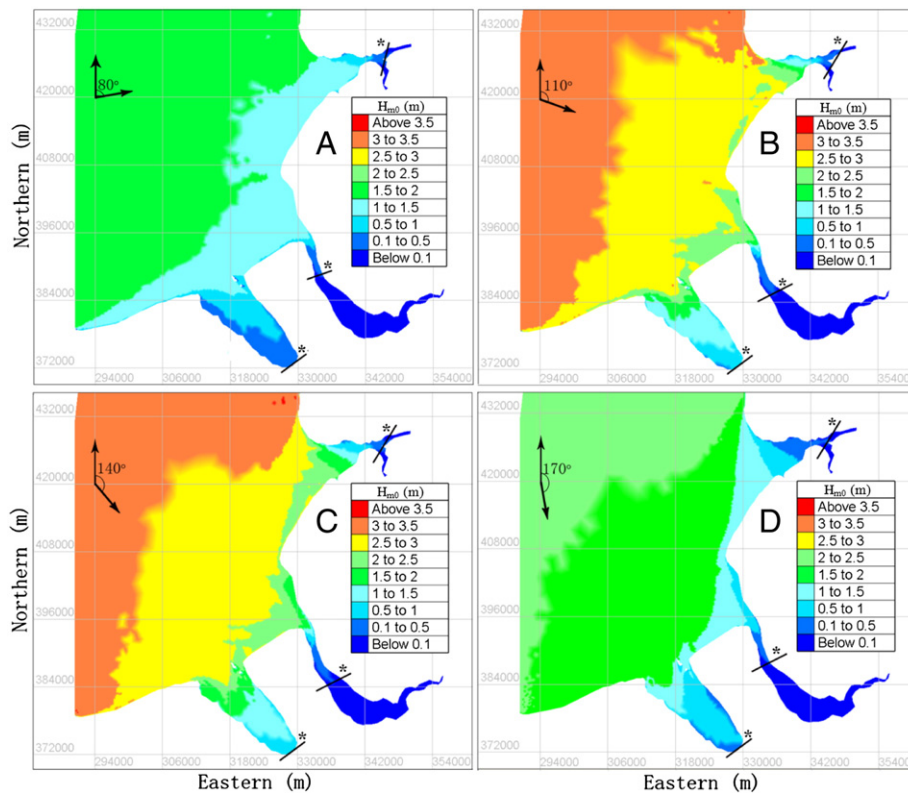 432000
420000
408000
396000
384000
372000
294000 306000 318000 330000 342000 354000
80°
A
H_m0 (m)
Above 3.5
3 to 3.5
2.5 to 3
2 to 2.5
1.5 to 2
1 to 1.5
0.5 to 1
0.1 to 0.5
Below 0.1
*
*
*
Northern (m)
432000
420000
408000
396000
384000
372000
294000 306000 318000 330000 342000 354000
110°
B
H_m0 (m)
Above 3.5
3 to 3.5
2.5 to 3
2 to 2.5
1.5 to 2
1 to 1.5
0.5 to 1
0.1 to 0.5
Below 0.1
*
*
*
432000
420000
408000
396000
384000
372000
294000 306000 318000 330000 342000 354000
140°
C
H_m0 (m)
Above 3.5
3 to 3.5
2.5 to 3
2 to 2.5
1.5 to 2
1 to 1.5
0.5 to 1
0.1 to 0.5
Below 0.1
*
*
*
Northern (m)
Eastern (m)
432000
420000
408000
396000
384000
372000
294000 306000 318000 330000 342000 354000
170°
D
H_m0 (m)
Above 3.5
3 to 3.5
2.5 to 3
2 to 2.5
1.5 to 2
1 to 1.5
0.5 to 1
0.1 to 0.5
Below 0.1
*
*
*
Eastern (m)